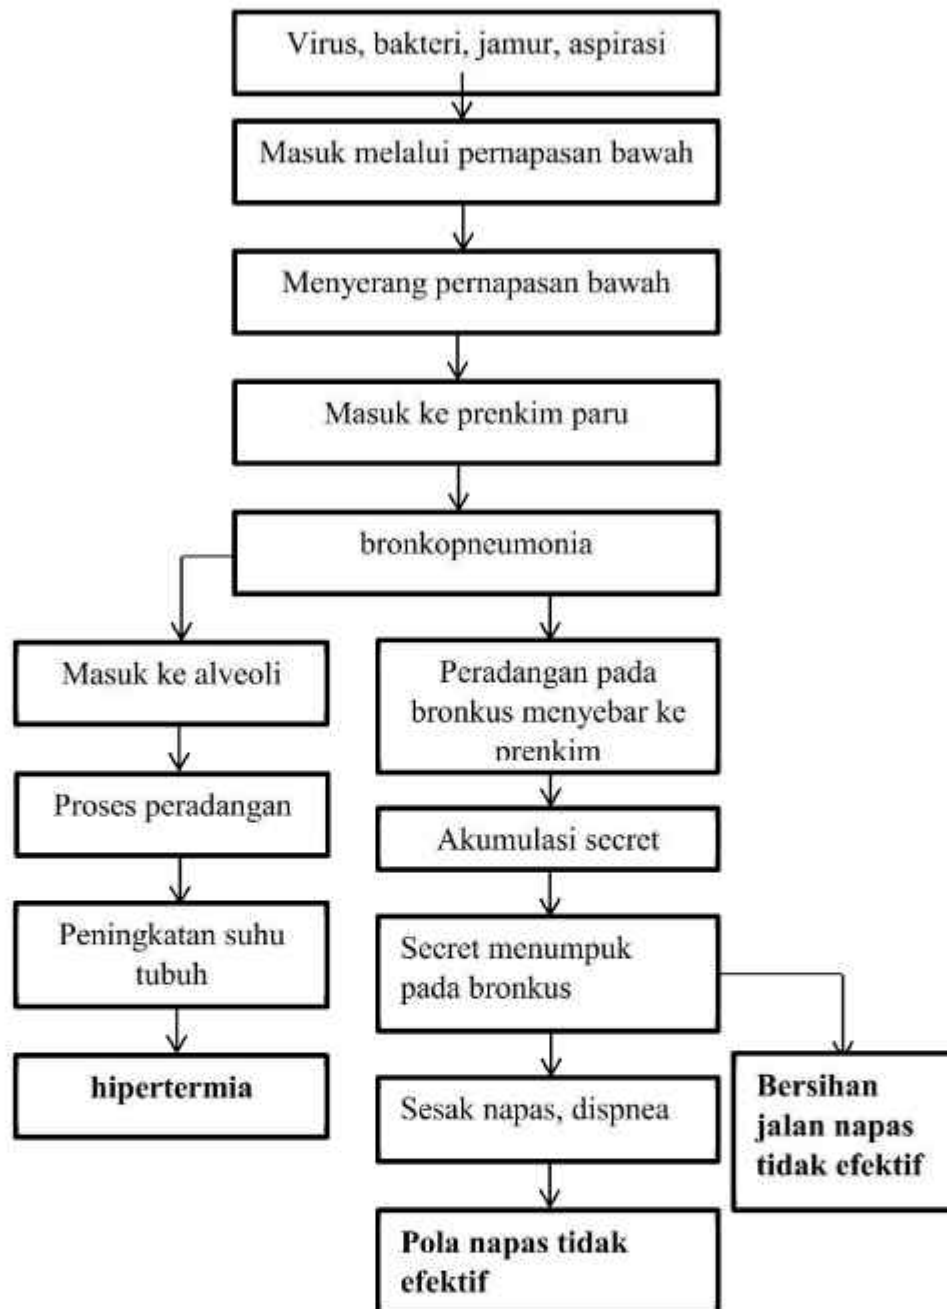 Virus, bakteri, jamur, aspirasi
Masuk melalui pernapasan bawah
Menyerang pernapasan bawah
Masuk ke prenkim paru
bronkopneumonia
Masuk ke alveoli
Proses peradangan
Peningkatan suhu
tubuh
hipertermia
Peradangan pada
bronkus menyebar ke
prenkim
Akumulasi secret
Secret menumpuk
pada bronkus
Sesak napas, dispnea
Pola napas tidak
efektif
Bersihan
jalan napas
tidak efektif